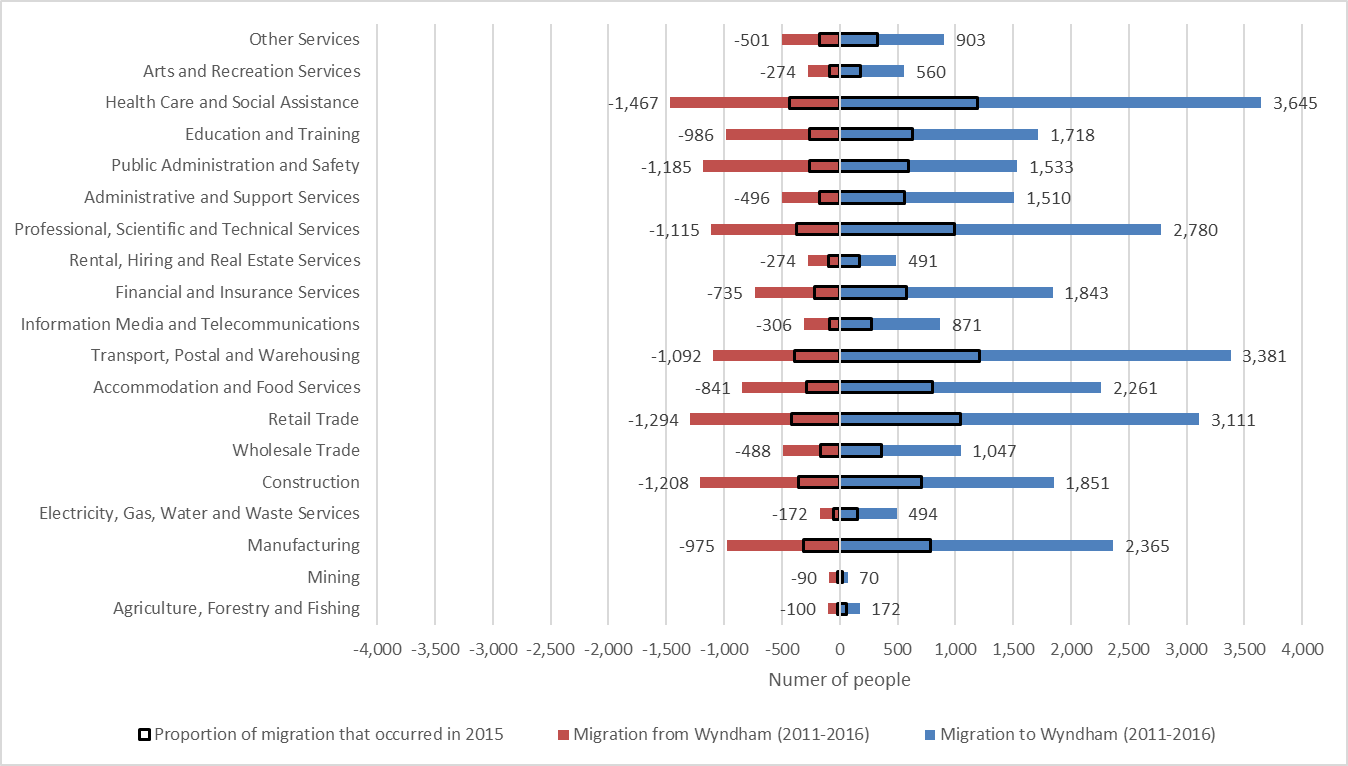 Other Services -501 903
Arts and Recreation Services -274 560
Health Care and Social Assistance -1,467 3,645
Education and Training -986 1,718
Public Administration and Safety -1,185 1,533
Administrative and Support Services -496 1,510
Professional, Scientific and Technical Services -1,115 2,780
Rental, Hiring and Real Estate Services -274 491
Financial and Insurance Services -735 1,843
Information Media and Telecommunications -306 871
Transport, Postal and Warehousing -1,092 3,381
Accommodation and Food Services -841 2,261
Retail Trade -1,294 3,111
Wholesale Trade -488 1,047
Construction -1,208 1,851
Electricity, Gas, Water and Waste Services -172 494
Manufacturing -975 2,365
Mining -90 70
Agriculture, Forestry and Fishing -100 172
-4,000 -3,500 -3,000 -2,500 -2,000 -1,500 -1,000 -500 0 500 1,000 1,500 2,000 2,500 3,000 3,500 4,000
Numer of people
Proportion of migration that occurred in 2015 Migration from Wyndham (2011-2016) Migration to Wyndham (2011-2016)